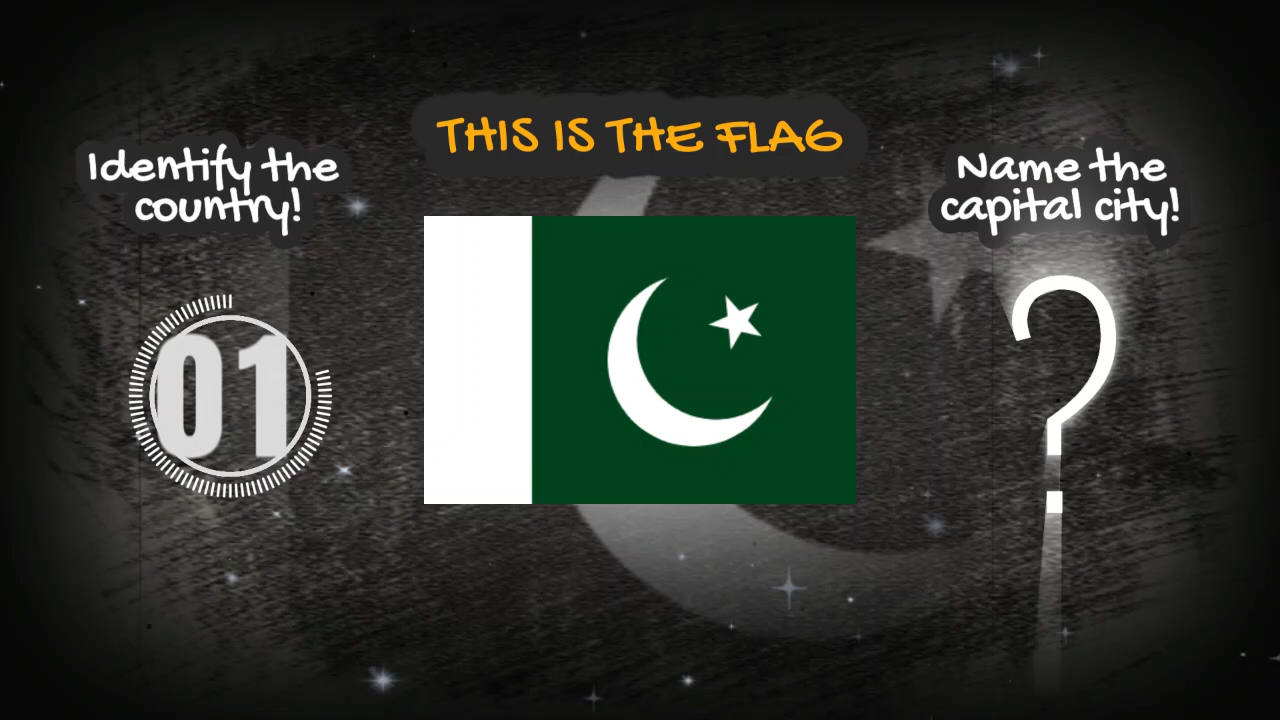 THIS IS THE FLAG
Identify the
country!
01
Name the
capital city!
?